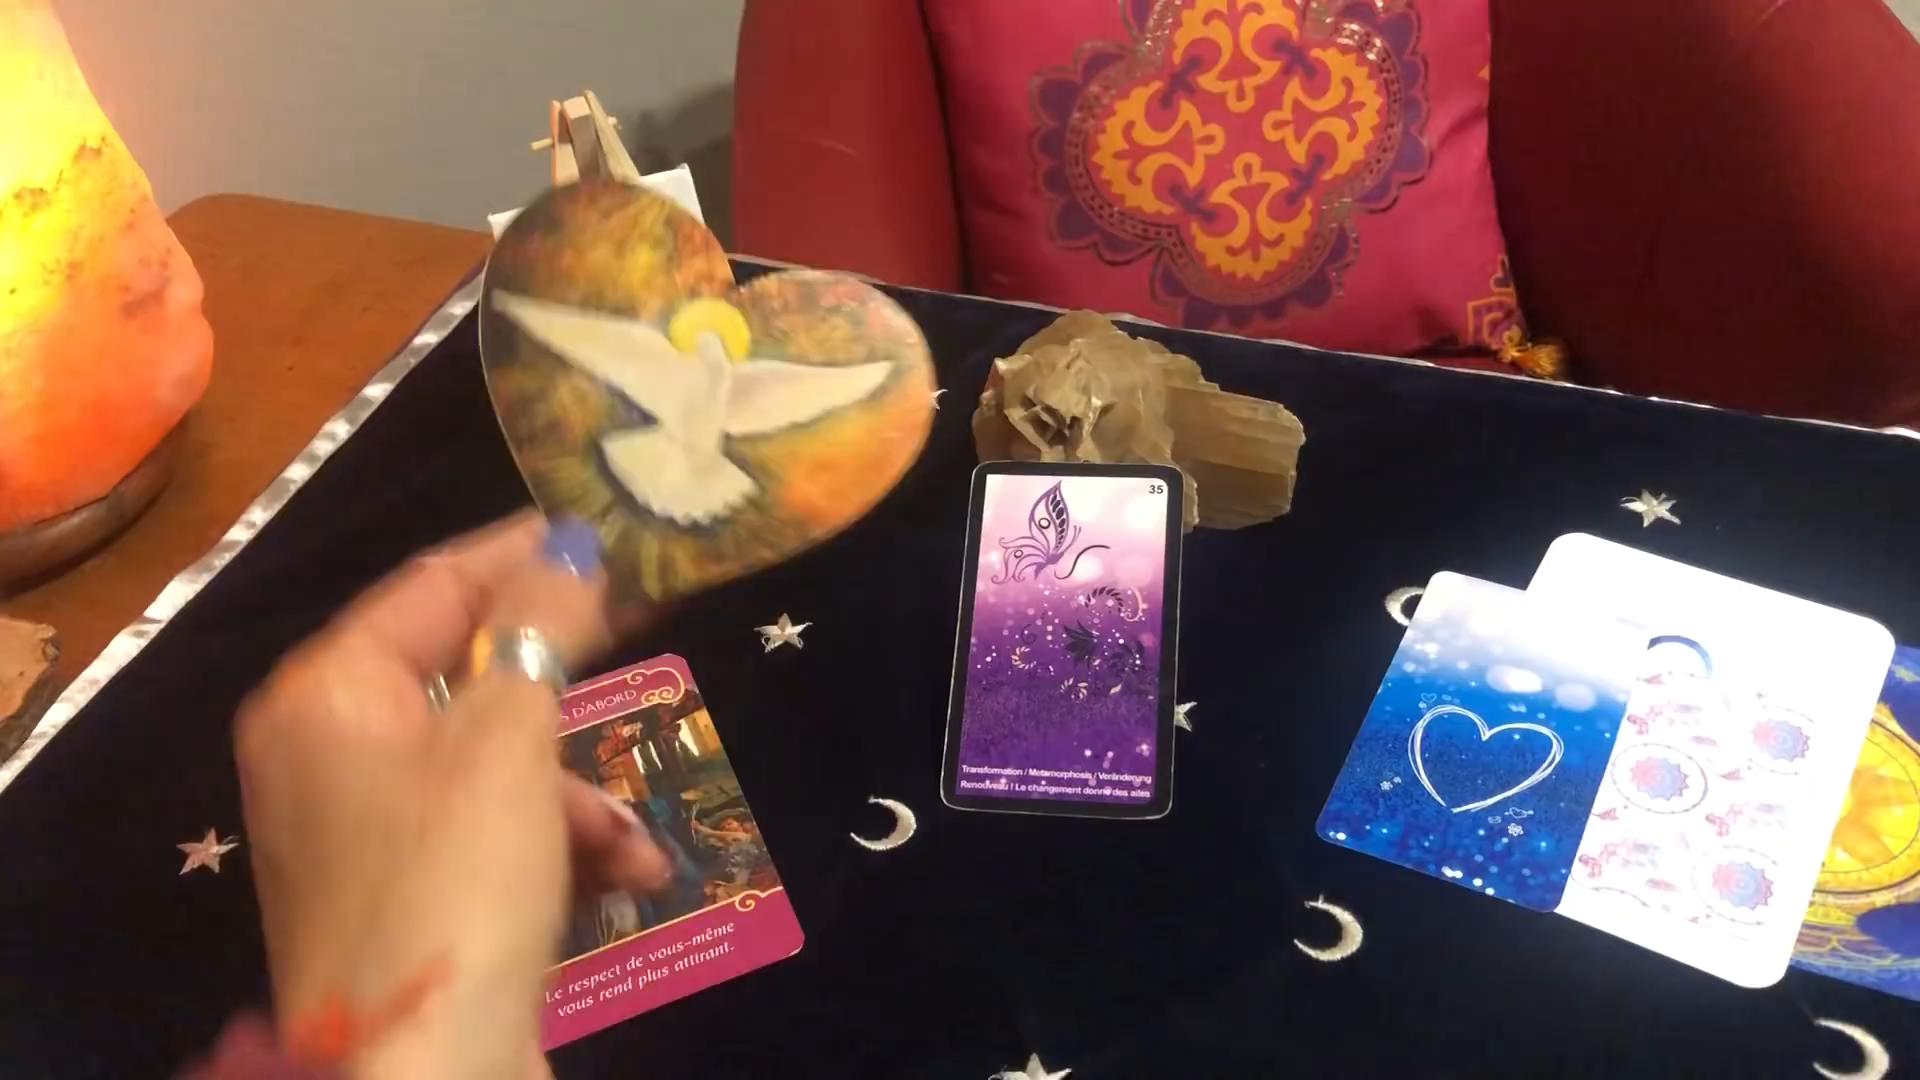 35
Transformation / Metamorphosis / Veränderung
Renouveau / Le changement donne des ailes
D'ABORD
Le respect de vous-même
vous rend plus attirant.